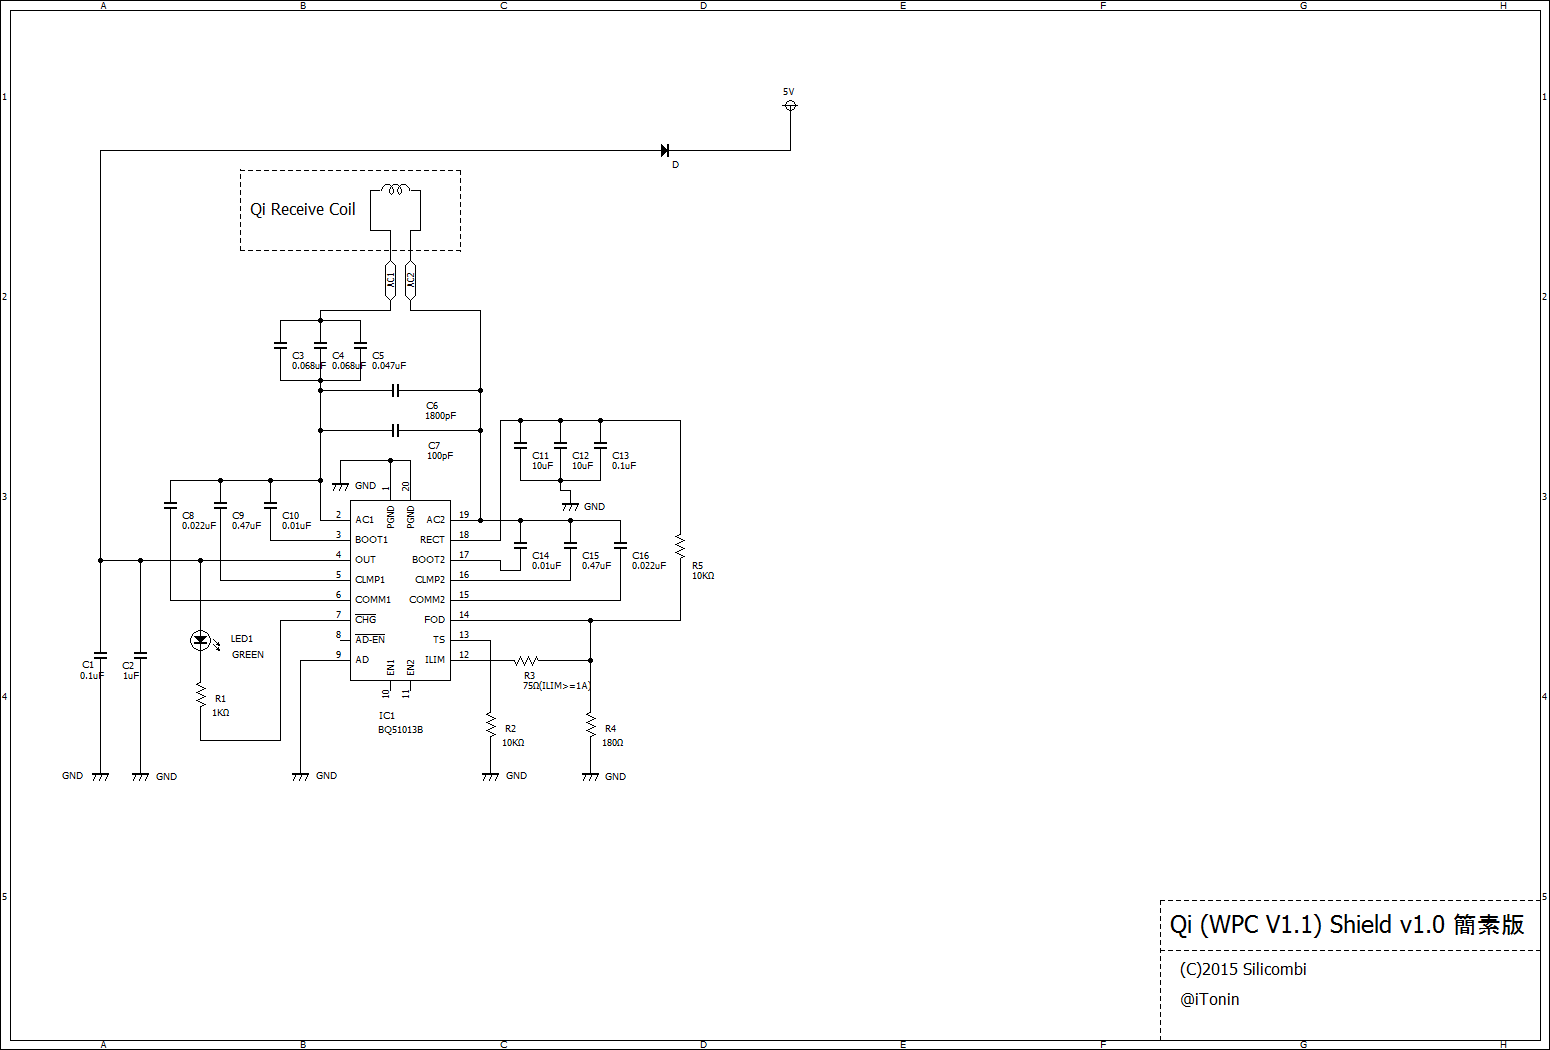 A B C D E F G H
1 1
5V
D
Qi Receive Coil
AC1 AC2
2 2
C3 0.068uF
C4 0.068uF
C5 0.047uF
C6
1800pF
C7
100pF
C11 10uF
C12 10uF
C13 0.1uF
GND
3 3
GND
1 20
PGND PGND
C8 0.022uF
C9 0.47uF
C10 0.01uF
2 AC1 AC2 19
3 BOOT1 RECT 18
4 OUT BOOT2 17
5 CLMP1 CLMP2 16
6 COMM1 COMM2 15
7 CHG FOD 14
8 AD-EN TS 13
9 AD ILIM 12
EN1 EN2
10 11
IC1
BQ51013B
C14 0.01uF
C15 0.47uF
C16 0.022uF
R5
10KΩ
LED1
GREEN
C1
0.1uF
C2
1uF
R1
1KΩ
R3
75Ω(ILIM>=1A)
4 4
R2
10KΩ
R4
180Ω
GND GND GND GND GND
5 5
Qi (WPC V1.1) Shield v1.0 簡素版
(C)2015 Silicombi
@iTonin
A B C D E F G H